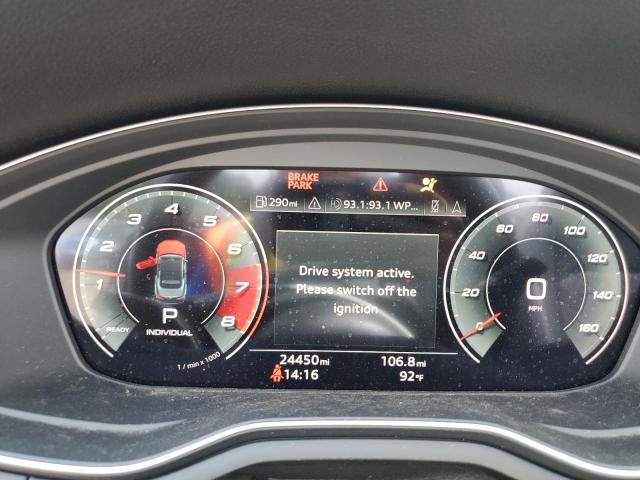 BRAKE
PARK
290mi 93.1:93.1 WP...
1 2 3 4 5 6 7 8
READY
P
INDIVIDUAL
1 / min x 1000
Drive system active.
Please switch off the
ignition
0 20 40 60 80 100 120 140 160
0
MPH
24450mi 106.8mi
14:16 92°F